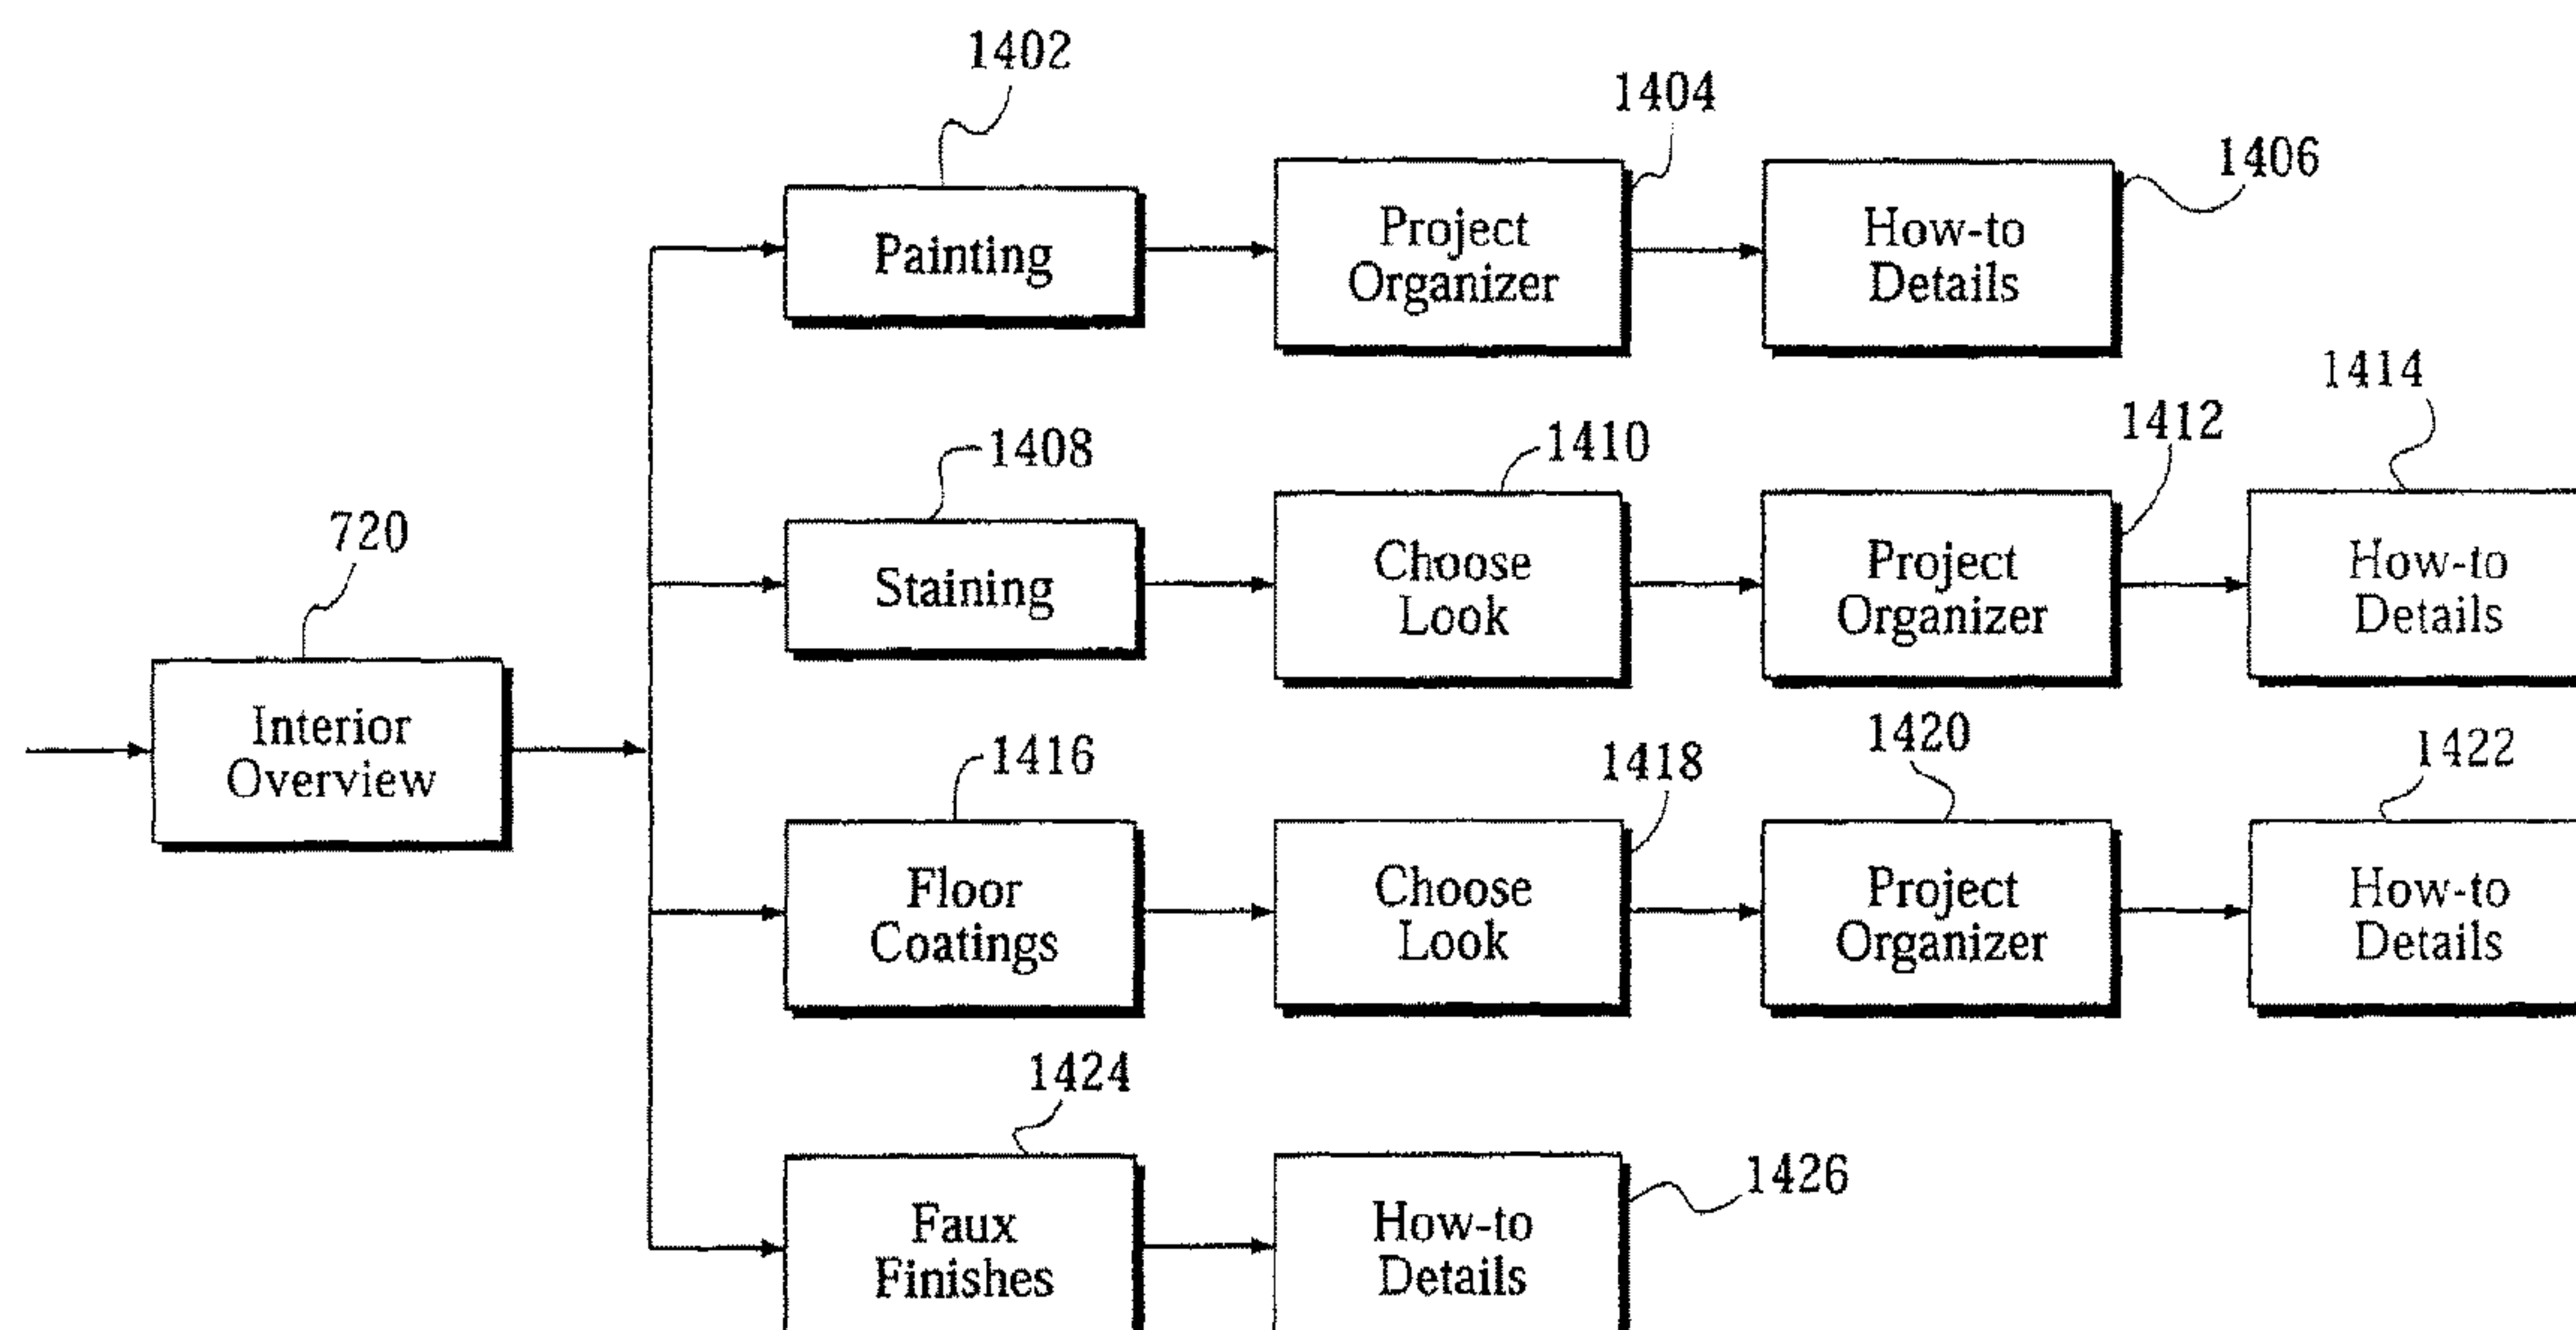 1402
1404
1406
Painting
Project
Organizer
How-to
Details
1408
1410
1412
1414
Staining
Choose
Look
Project
Organizer
How-to
Details
720
Interior
Overview
1416
1418
1420
1422
Floor
Coatings
Choose
Look
Project
Organizer
How-to
Details
1424
1426
Faux
Finishes
How-to
Details